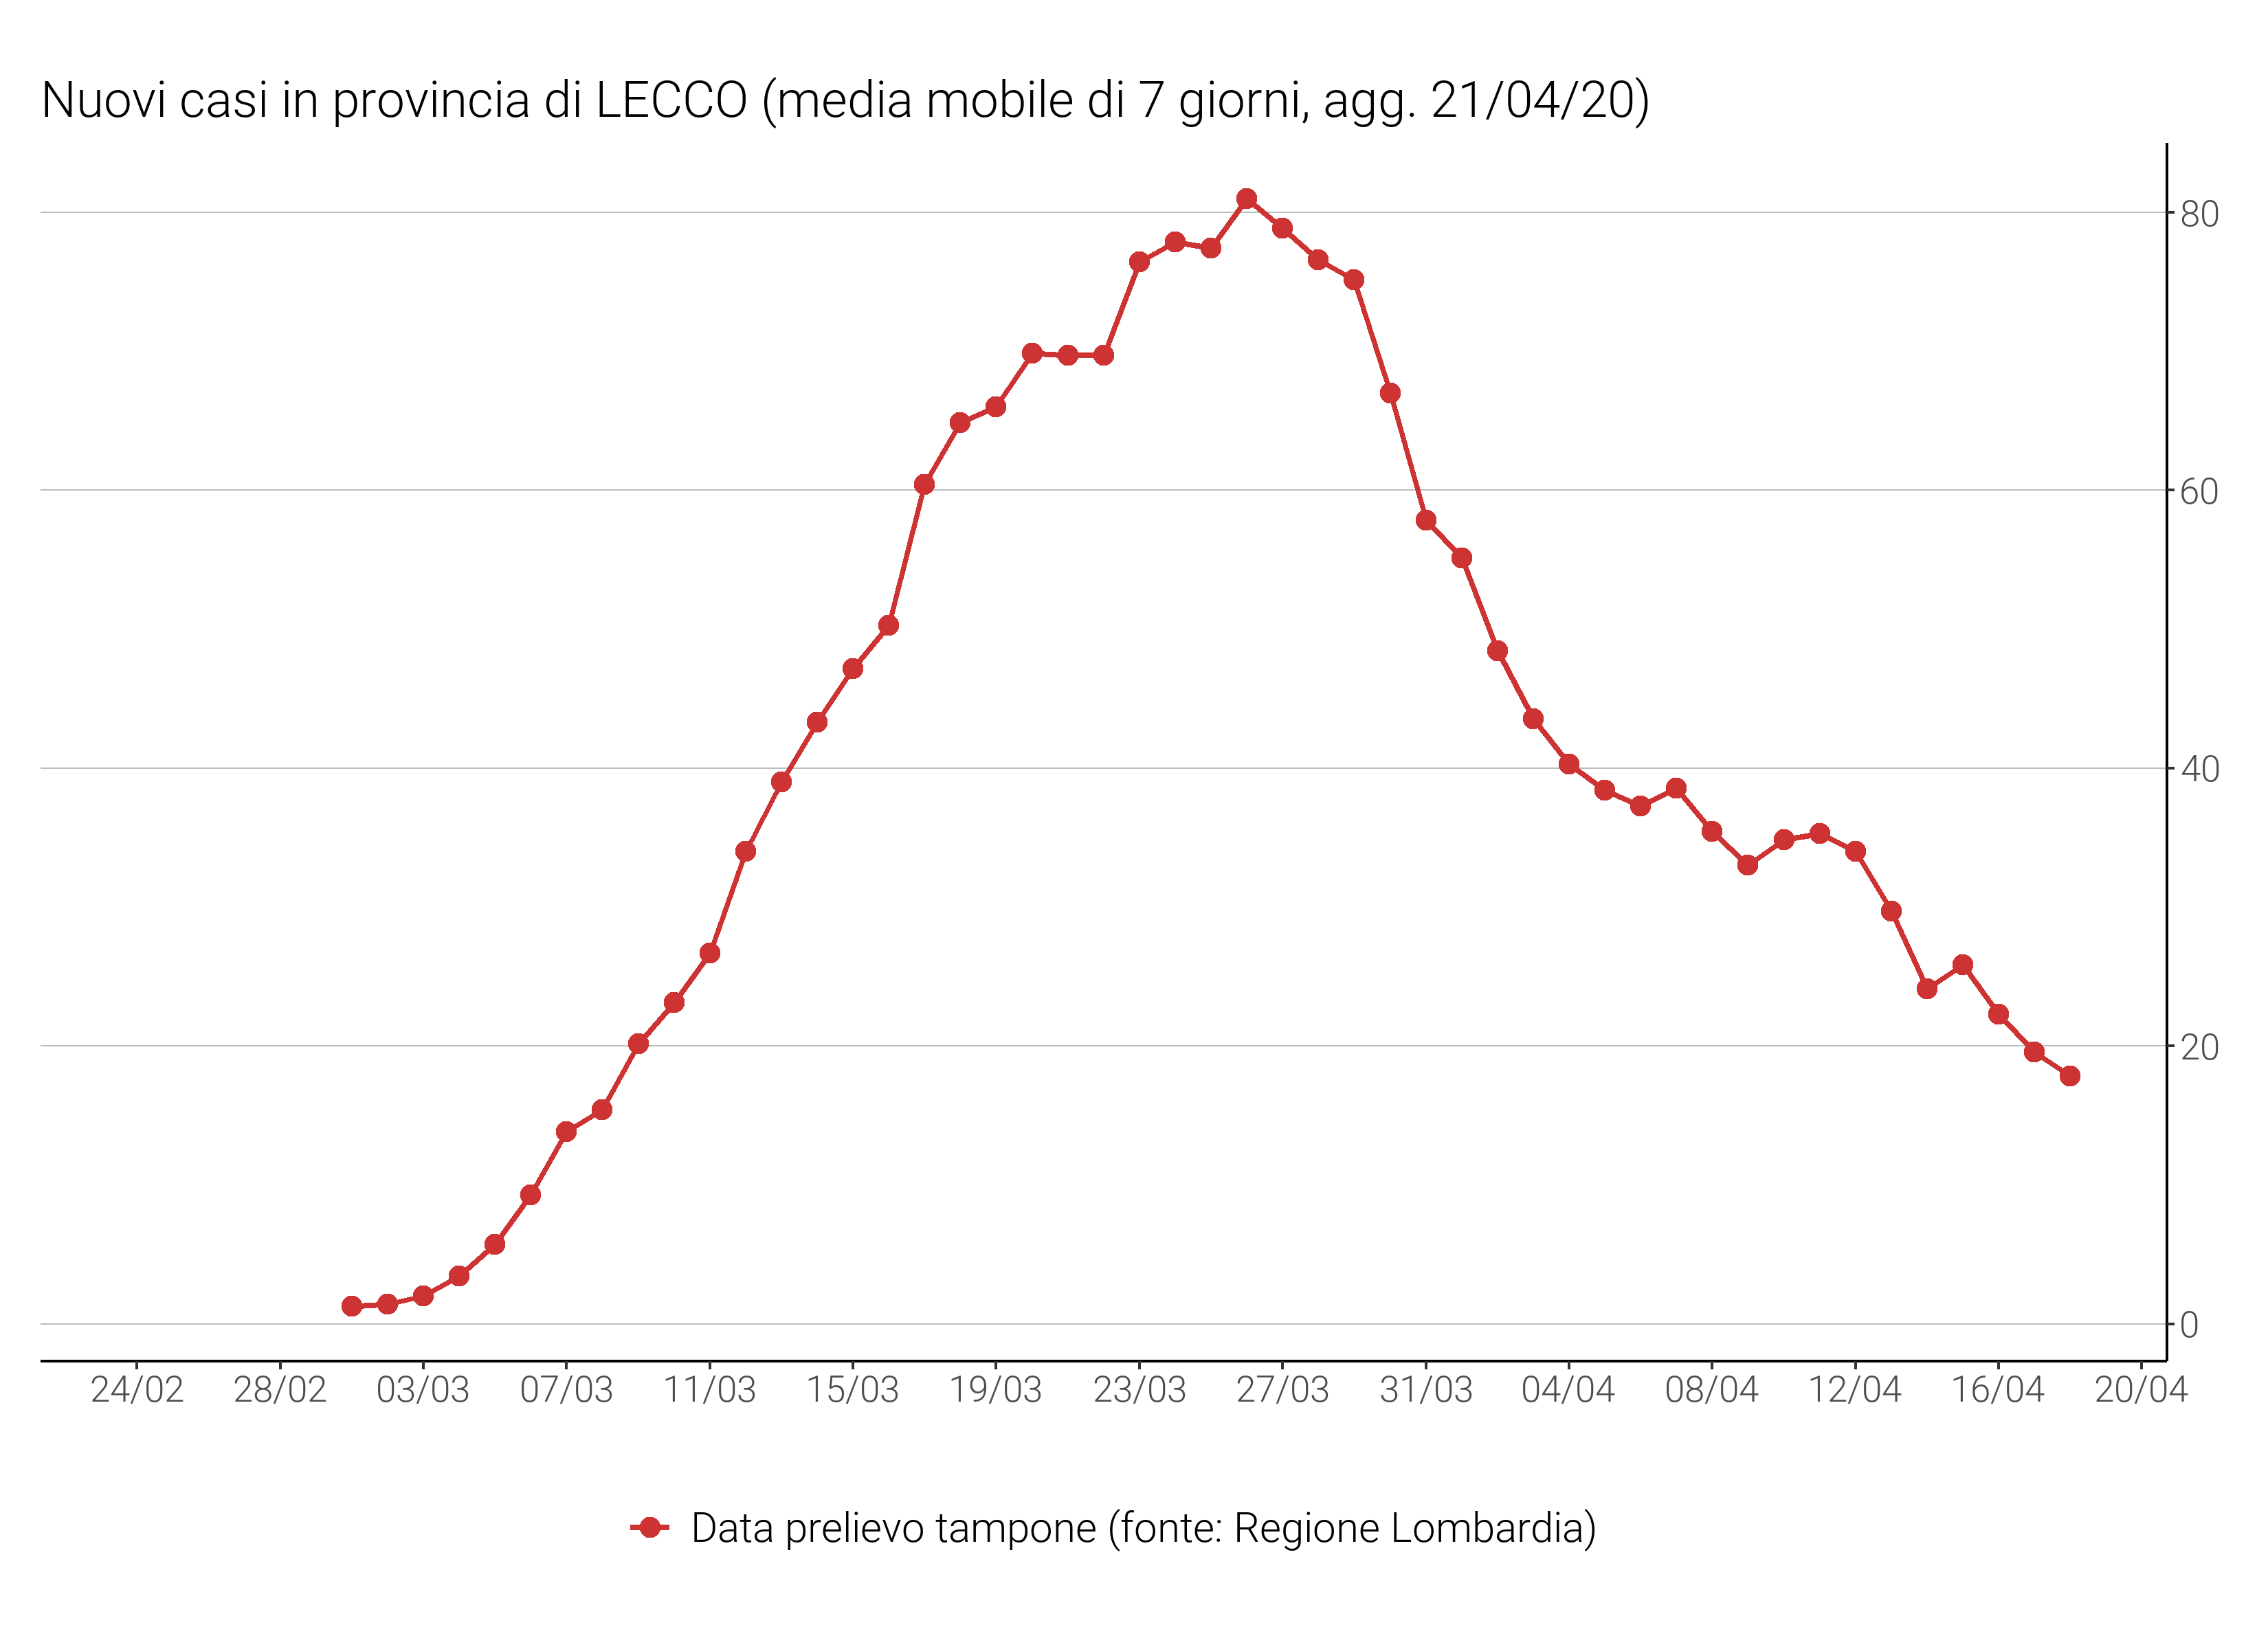 Nuovi casi in provincia di LECCO (media mobile di 7 giorni, agg. 21/04/20)
80
60
40
20
0
24/02 28/02 03/03 07/03 11/03 15/03 19/03 23/03 27/03 31/03 04/04 08/04 12/04 16/04 20/04
Data prelievo tampone (fonte: Regione Lombardia)